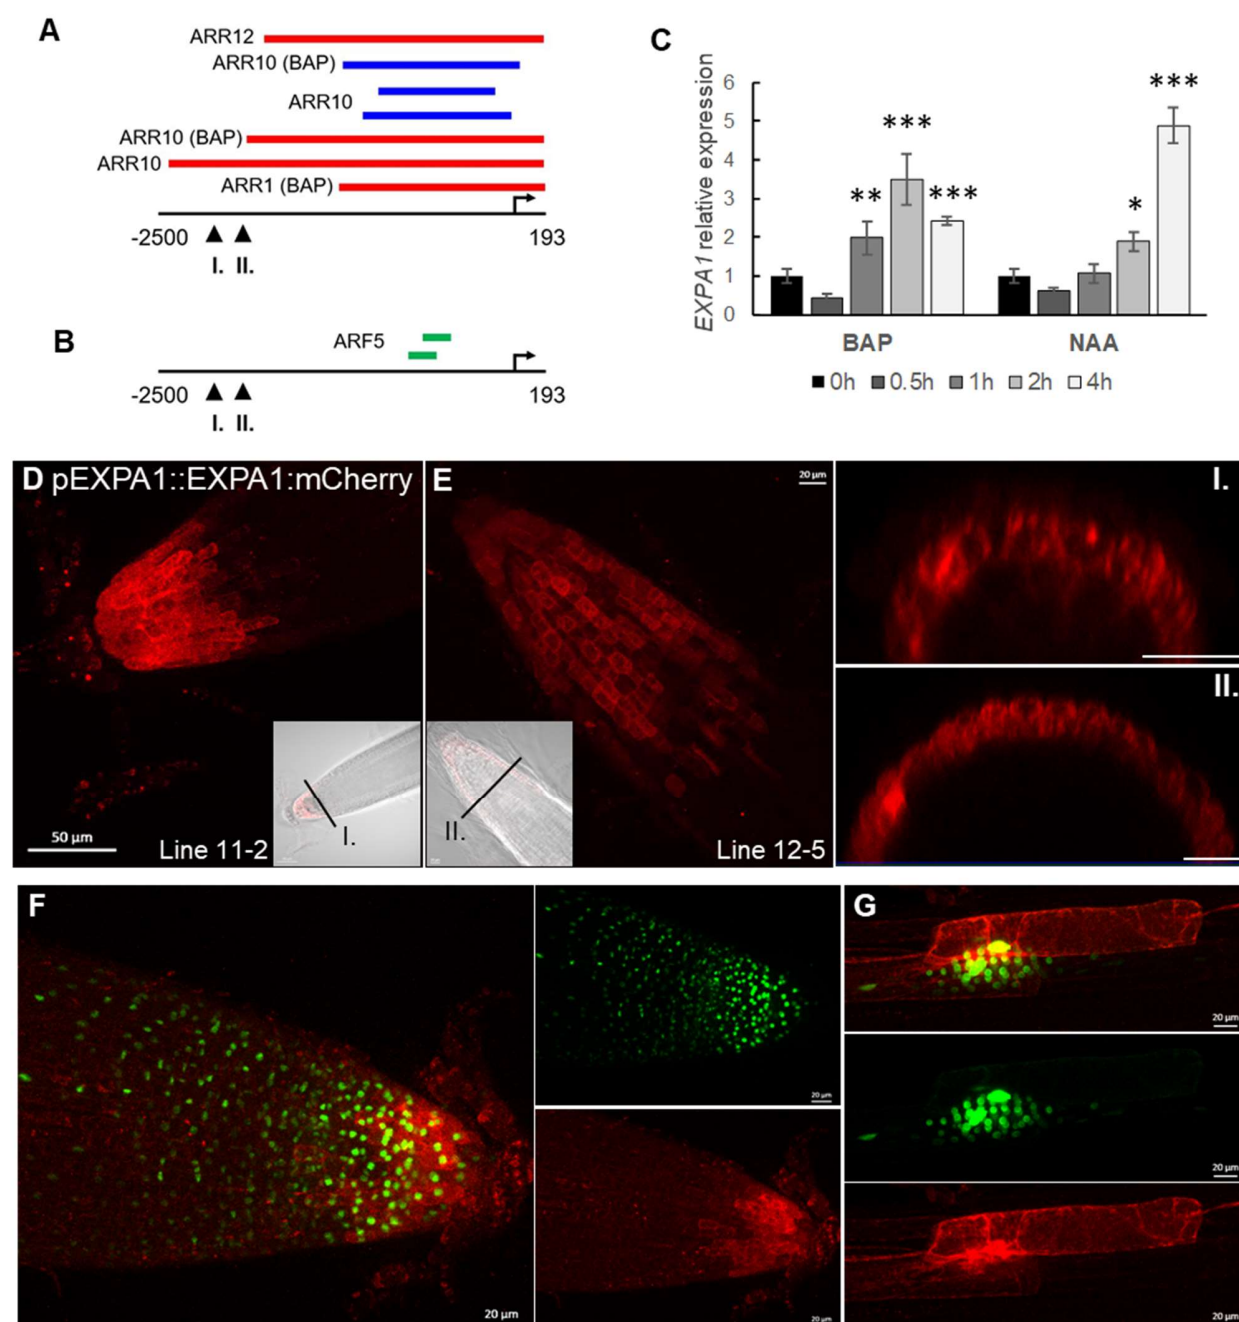 A
ARR12
ARR10 (BAP)
ARR10
ARR10 (BAP)
ARR10
ARR1 (BAP)
-2500
193
I.
II.
B
ARF5
-2500
193
I.
II.
C
EXPA1 relative expression
6
5
4
3
2
1
0
**
***
***
*
***
BAP
NAA
0h
0.5h
1h
2h
4h
D pEXPA1::EXPA1:mCherry
50 µm
I.
Line 11-2
E
20 µm
II.
Line 12-5
I.
II.
F
20 µm
20 µm
20 µm
G
20 µm
20 µm
20 µm